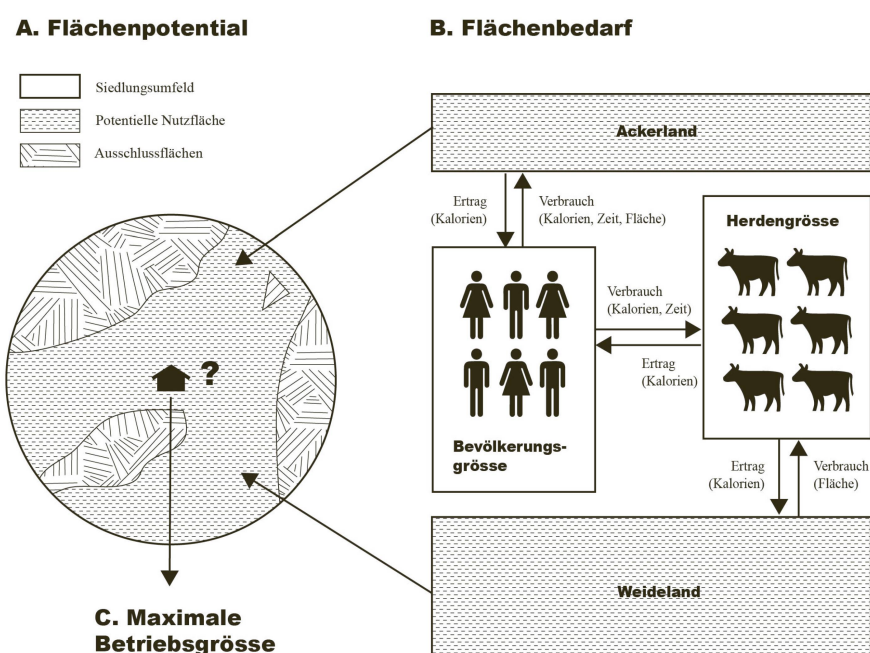 A. Flächenpotential
Siedlungsumfeld
Potentielle Nutzfläche
Ausschlussflächen
?
C. Maximale
Betriebsgrösse
B. Flächenbedarf
Ackerland
Ertrag
(Kalorien)
Verbrauch
(Kalorien, Zeit, Fläche)
Herdengrösse
Verbrauch
(Kalorien, Zeit)
Ertrag
(Kalorien)
Bevölkerungs-
grösse
Ertrag
(Kalorien)
Verbrauch
(Fläche)
Weideland